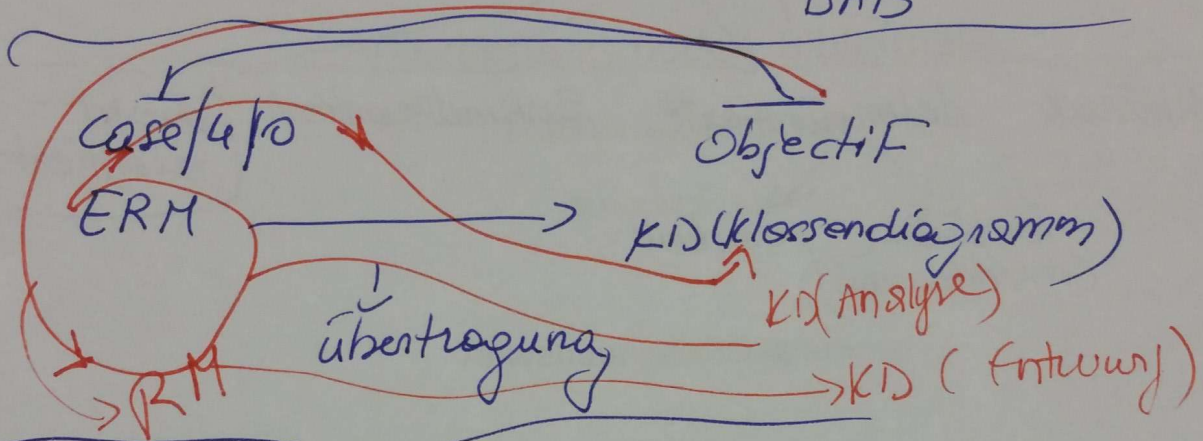 case/4/0 ObjectiF
ERM KD (Klassendiagramm)
KD (Analyse)
übertragung
RM KD (Entwurf)